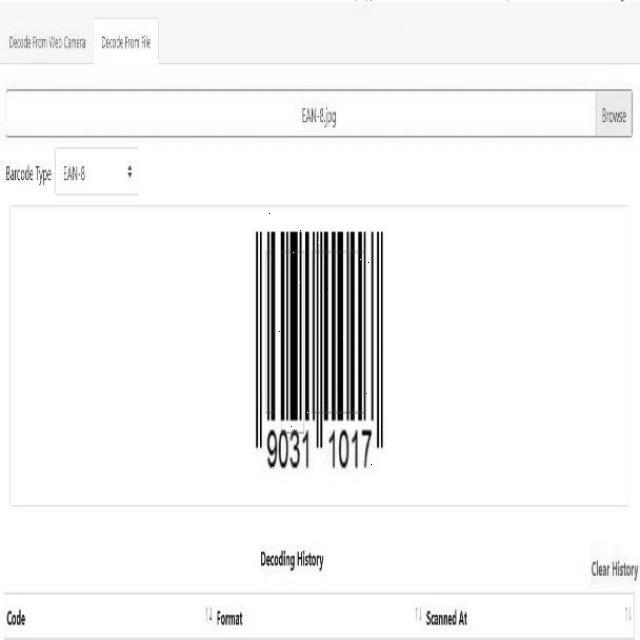 Decode From Web Camera Decode From File
EAN-8.jpg Browse
Barcode Type EAN-8
9031 1017
Decoding History
Clear History
Code Format Scanned At